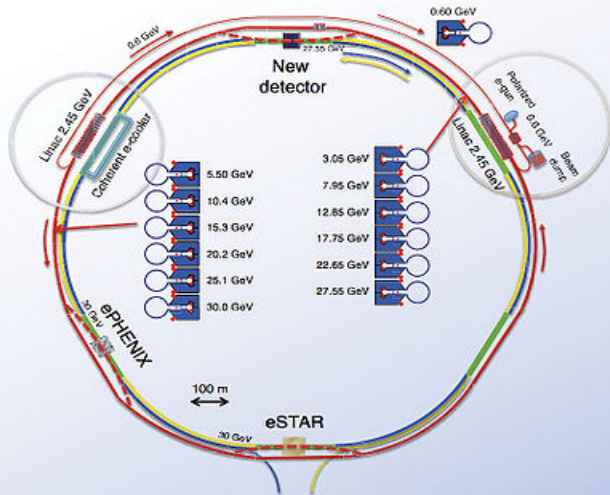 0.60 GeV
0.6 GeV
27.55 GeV
New
detector
Linac 2.45 GeV
Coherent e-cooler
Polarized
e-gun
0.6 GeV
Beam
dump
Linac 2.45 GeV
5.50 GeV
10.4 GeV
15.3 GeV
20.2 GeV
25.1 GeV
30.0 GeV
3.05 GeV
7.95 GeV
12.85 GeV
17.75 GeV
22.65 GeV
27.55 GeV
30 GeV
ePHENIX
100 m
eSTAR
30 GeV